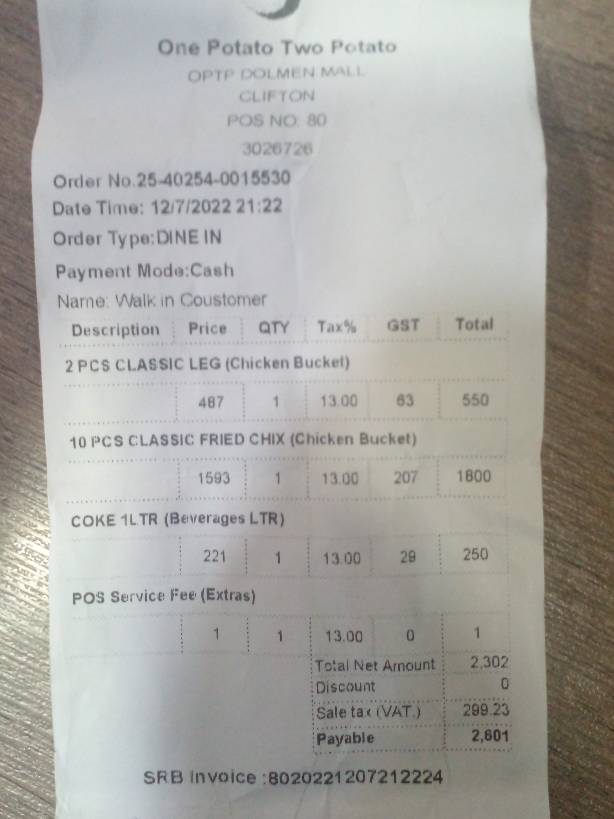 One Potato Two Potato
OPTP DOLMEN MALL
CLIFTON
POS NO: 80
3026726
Order No.25-40254-0015530
Date Time: 12/7/2022 21:22
Order Type:DINE IN
Payment Mode:Cash
Name: Walk in Coustomer
Description Price QTY Tax% GST Total
2 PCS CLASSIC LEG (Chicken Bucket)
487 1 13.00 63 550
10 PCS CLASSIC FRIED CHIX (Chicken Bucket)
1593 1 13.00 207 1800
COKE 1LTR (Beverages LTR)
221 1 13.00 29 250
POS Service Fee (Extras)
1 1 13.00 0 1
Total Net Amount 2,302
Discount 0
Sale tax (VAT.) 299.23
Payable 2,601
SRB Invoice :8020221207212224